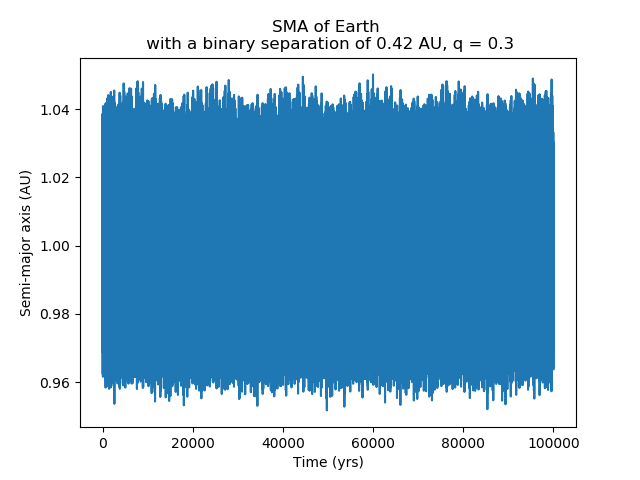 SMA of Earth
with a binary separation of 0.42 AU, q = 0.3
1.04
1.02
1.00
0.98
0.96
Semi-major axis (AU)
0
20000
40000
60000
80000
100000
Time (yrs)